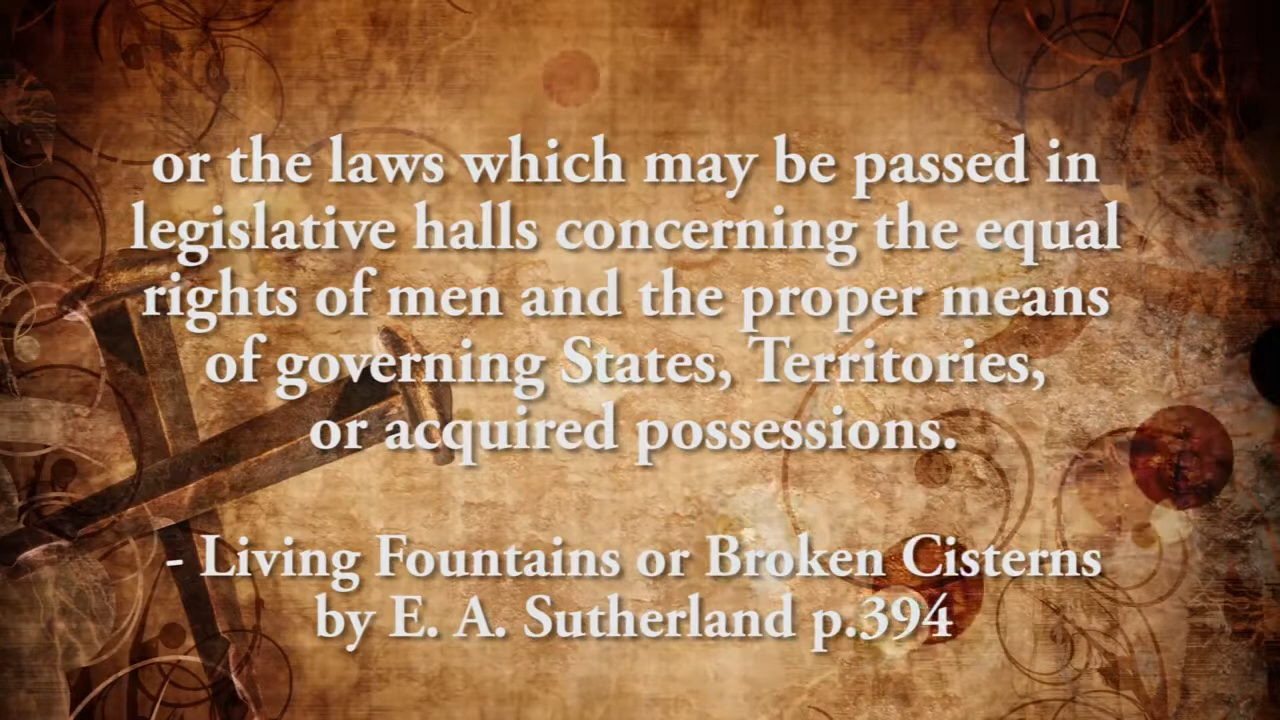 or the laws which may be passed in
legislative halls concerning the equal
rights of men and the proper means
of governing States, Territories,
or acquired possessions.
- Living Fountains or Broken Cisterns
by E. A. Sutherland p.394